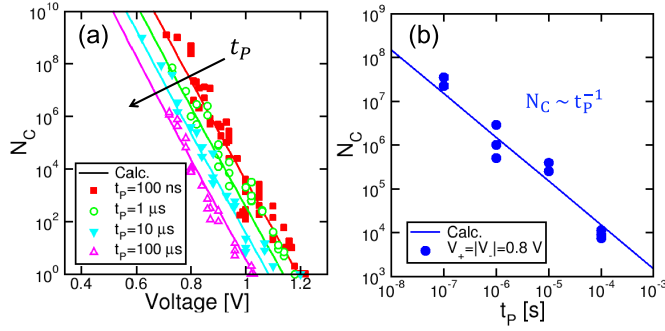 (a)
t_P
N_C
10^10
10^8
10^6
10^4
10^2
10^0
Calc.
t_P=100 ns
t_P=1 μs
t_P=10 μs
t_P=100 μs
0.4 0.6 0.8 1.0 1.2
Voltage [V]
(b)
N_C ~ t_P^-1
N_C
10^8
10^7
10^6
10^5
10^4
10^3
Calc.
V_+=|V_-|=0.8 V
10^-8 10^-7 10^-6 10^-5 10^-4 10^-3
t_P [s]